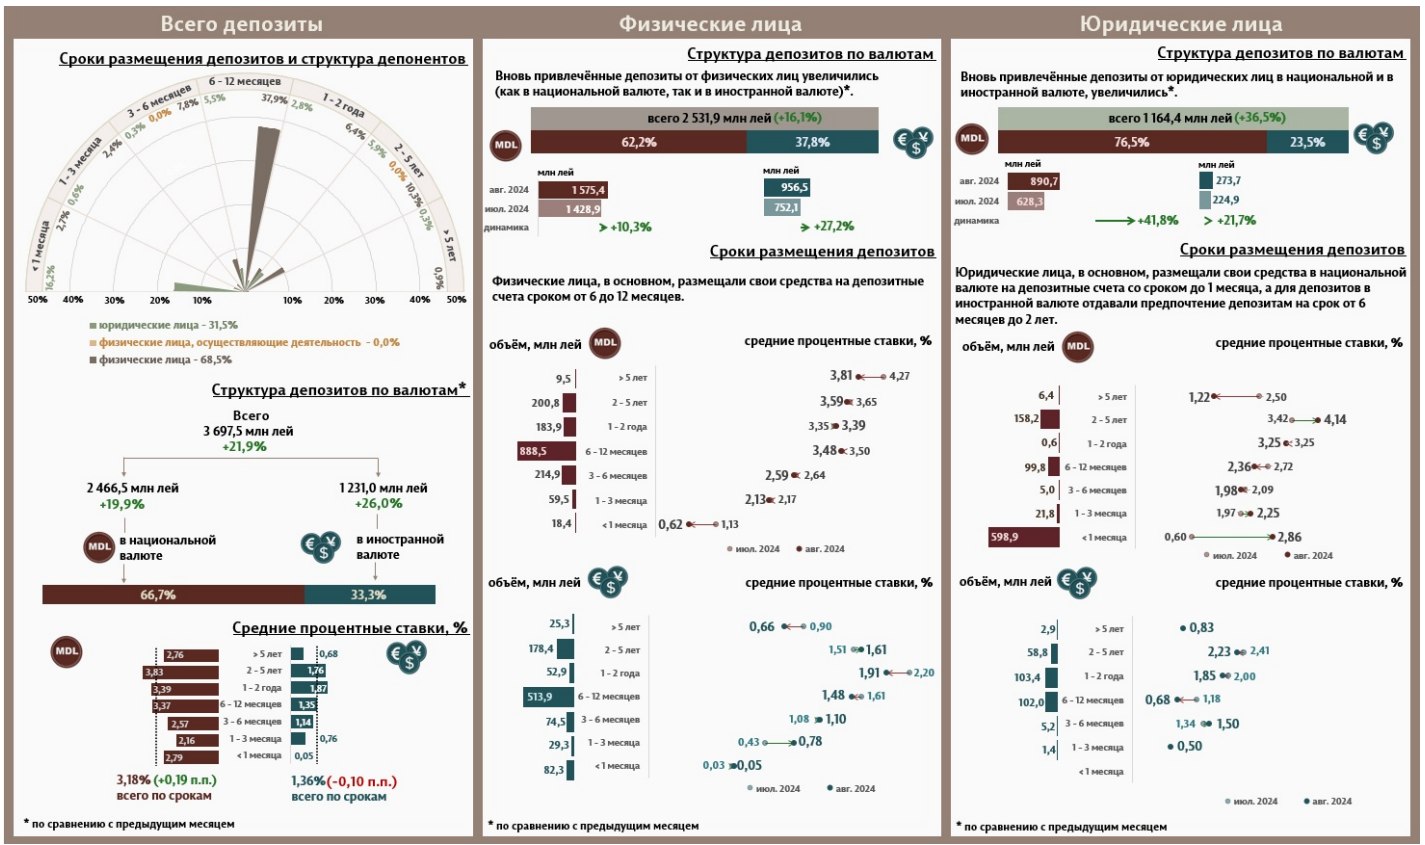 Всего депозиты
Сроки размещения депозитов и структура депонентов
< 1 месяца
1 - 3 месяца
3 - 6 месяцев
6 - 12 месяцев
1 - 2 года
2 - 5 лет
> 5 лет
16,2%
2,7%
0,6%
2,4%
0,3%
0,0%
7,8%
5,5%
37,9%
2,8%
6,4%
5,9%
0,0%
10,3%
0,3%
0,9%
50%
40%
30%
20%
10%
10%
20%
30%
40%
50%
юридические лица - 31,5%
физические лица, осуществляющие деятельность - 0,0%
физические лица - 68,5%
Структура депозитов по валютам*
Всего
3 697,5 млн лей
+21,9%
2 466,5 млн лей
+19,9%
1 231,0 млн лей
+26,0%
MDL
в национальной
валюте
€ ¥ $
в иностранной
валюте
66,7%
33,3%
Средние процентные ставки, %
MDL
€ ¥ $
2,76 > 5 лет 0,68
3,83 2 - 5 лет 1,76
3,39 1 - 2 года 1,87
3,37 6 - 12 месяцев 1,35
2,57 3 - 6 месяцев 1,14
2,16 1 - 3 месяца 0,76
2,79 < 1 месяца 0,05
3,18% (+0,19 п.п.)
всего по срокам
1,36% (-0,10 п.п.)
всего по срокам
* по сравнению с предыдущим месяцем
Физические лица
Структура депозитов по валютам
Вновь привлечённые депозиты от физических лиц увеличились
(как в национальной валюте, так и в иностранной валюте)*.
всего 2 531,9 млн лей (+16,1%)
MDL
62,2%
37,8%
€ ¥ $
млн лей
млн лей
авг. 2024 1 575,4 956,5
июл. 2024 1 428,9 752,1
динамика +10,3% +27,2%
Сроки размещения депозитов
Физические лица, в основном, размещали свои средства на депозитные
счета сроком от 6 до 12 месяцев.
объём, млн лей MDL средние процентные ставки, %
9,5 > 5 лет 3,81 4,27
200,8 2 - 5 лет 3,59 3,65
183,9 1 - 2 года 3,35 3,39
888,5 6 - 12 месяцев 3,48 3,50
214,9 3 - 6 месяцев 2,59 2,64
59,5 1 - 3 месяца 2,13 2,17
18,4 < 1 месяца 0,62 1,13
июл. 2024 авг. 2024
объём, млн лей € ¥ $ средние процентные ставки, %
25,3 > 5 лет 0,66 0,90
178,4 2 - 5 лет 1,51 1,61
52,9 1 - 2 года 1,91 2,20
513,9 6 - 12 месяцев 1,48 1,61
74,5 3 - 6 месяцев 1,08 1,10
29,3 1 - 3 месяца 0,43 0,78
82,3 < 1 месяца 0,03 0,05
июл. 2024 авг. 2024
* по сравнению с предыдущим месяцем
Юридические лица
Структура депозитов по валютам
Вновь привлечённые депозиты от юридических лиц в национальной и в
иностранной валюте, увеличились*.
всего 1 164,4 млн лей (+36,5%)
MDL
76,5%
23,5%
€ ¥ $
млн лей
млн лей
авг. 2024 890,7 273,7
июл. 2024 628,3 224,9
динамика +41,8% +21,7%
Сроки размещения депозитов
Юридические лица, в основном, размещали свои средства в национальной
валюте на депозитные счета со сроком до 1 месяца, а для депозитов в
иностранной валюте отдавали предпочтение депозитам на срок от 6
месяцев до 2 лет.
объём, млн лей MDL средние процентные ставки, %
6,4 > 5 лет 1,22 2,50
158,2 2 - 5 лет 3,42 4,14
0,6 1 - 2 года 3,25 3,25
99,8 6 - 12 месяцев 2,36 2,72
5,0 3 - 6 месяцев 1,98 2,09
21,8 1 - 3 месяца 1,97 2,25
598,9 < 1 месяца 0,60 2,86
июл. 2024 авг. 2024
объём, млн лей € ¥ $ средние процентные ставки, %
2,9 > 5 лет 0,83
58,8 2 - 5 лет 2,23 2,41
103,4 1 - 2 года 1,85 2,00
102,0 6 - 12 месяцев 0,68 1,18
5,2 3 - 6 месяцев 1,34 1,50
1,4 1 - 3 месяца 0,50
< 1 месяца
июл. 2024 авг. 2024
* по сравнению с предыдущим месяцем